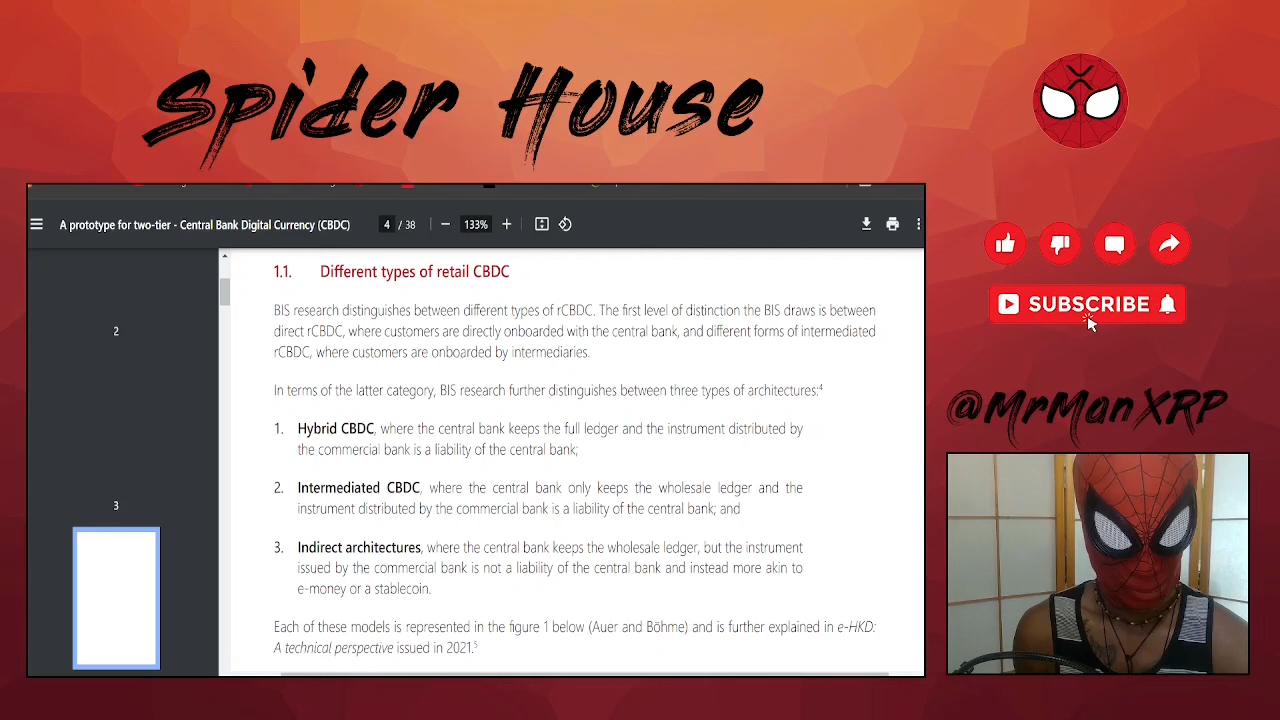 Spider House
A prototype for two-tier - Central Bank Digital Currency (CBDC)
4 / 38
133%
2
3
1.1. Different types of retail CBDC
BIS research distinguishes between different types of rCBDC. The first level of distinction the BIS draws is between
direct rCBDC, where customers are directly onboarded with the central bank, and different forms of intermediated
rCBDC, where customers are onboarded by intermediaries.
In terms of the latter category, BIS research further distinguishes between three types of architectures:4
1. Hybrid CBDC, where the central bank keeps the full ledger and the instrument distributed by
the commercial bank is a liability of the central bank;
2. Intermediated CBDC, where the central bank only keeps the wholesale ledger and the
instrument distributed by the commercial bank is a liability of the central bank; and
3. Indirect architectures, where the central bank keeps the wholesale ledger, but the instrument
issued by the commercial bank is not a liability of the central bank and instead more akin to
e-money or a stablecoin.
Each of these models is represented in the figure 1 below (Auer and Böhme) and is further explained in e-HKD:
A technical perspective issued in 2021.5
SUBSCRIBE
@MrManXRP